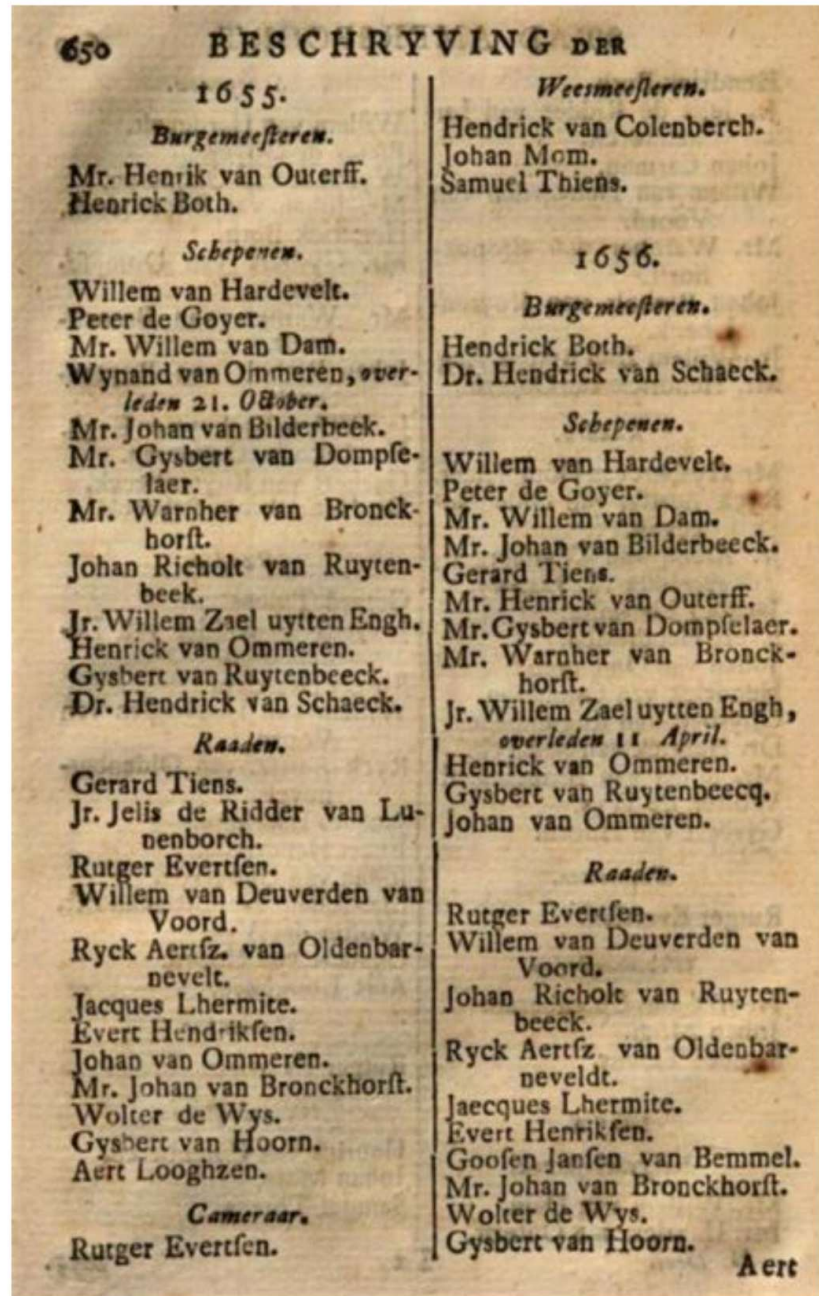 650 BESCHRYVING DER
1655.
Burgemeeſteren.
Mr. Henrik van Outerff.
Henrick Both.
Schepenen.
Willem van Hardevelt.
Peter de Goyer.
Mr. Willem van Dam.
Wynand van Ommeren, over-
leden 21. October.
Mr. Johan van Bilderbeek.
Mr. Gysbert van Dompſe-
laer.
Mr. Warnher van Bronck-
horſt.
Johan Richolt van Ruyten-
beek.
Jr. Willem Zael uytten Engh.
Henrick van Ommeren.
Gysbert van Ruytenbeeck.
Dr. Hendrick van Schaeck.
Raaden.
Gerard Tiens.
Jr. Jelis de Ridder van Lu-
nenborch.
Rutger Evertſen.
Willem van Deuverden van
Voord.
Ryck Aertſz. van Oldenbar-
nevelt.
Jacques Lhermite.
Evert Hendrikſen.
Johan van Ommeren.
Mr. Johan van Bronckhorſt.
Wolter de Wys.
Gysbert van Hoorn.
Aert Looghzen.
Cameraar.
Rutger Evertſen.
Weesmeeſteren.
Hendrick van Colenberch.
Johan Mom.
Samuel Thiens.
1656.
Burgemeeſteren.
Hendrick Both.
Dr. Hendrick van Schaeck.
Schepenen.
Willem van Hardevelt.
Peter de Goyer.
Mr. Willem van Dam.
Mr. Johan van Bilderbeeck.
Gerard Tiens.
Mr. Henrick van Outerff.
Mr. Gysbert van Dompſelaer.
Mr. Warnher van Bronck-
horſt.
Jr. Willem Zael uytten Engh,
overleden 11 April.
Henrick van Ommeren.
Gysbert van Ruytenbeecq.
Johan van Ommeren.
Raaden.
Rutger Evertſen.
Willem van Deuverden van
Voord.
Johan Richolt van Ruyten-
beeck.
Ryck Aertſz van Oldenbar-
neveldt.
Jaecques Lhermite.
Evert Henrikſen.
Gooſen Janſen van Bemmel.
Mr. Johan van Bronckhorſt.
Wolter de Wys.
Gysbert van Hoorn.
Aert